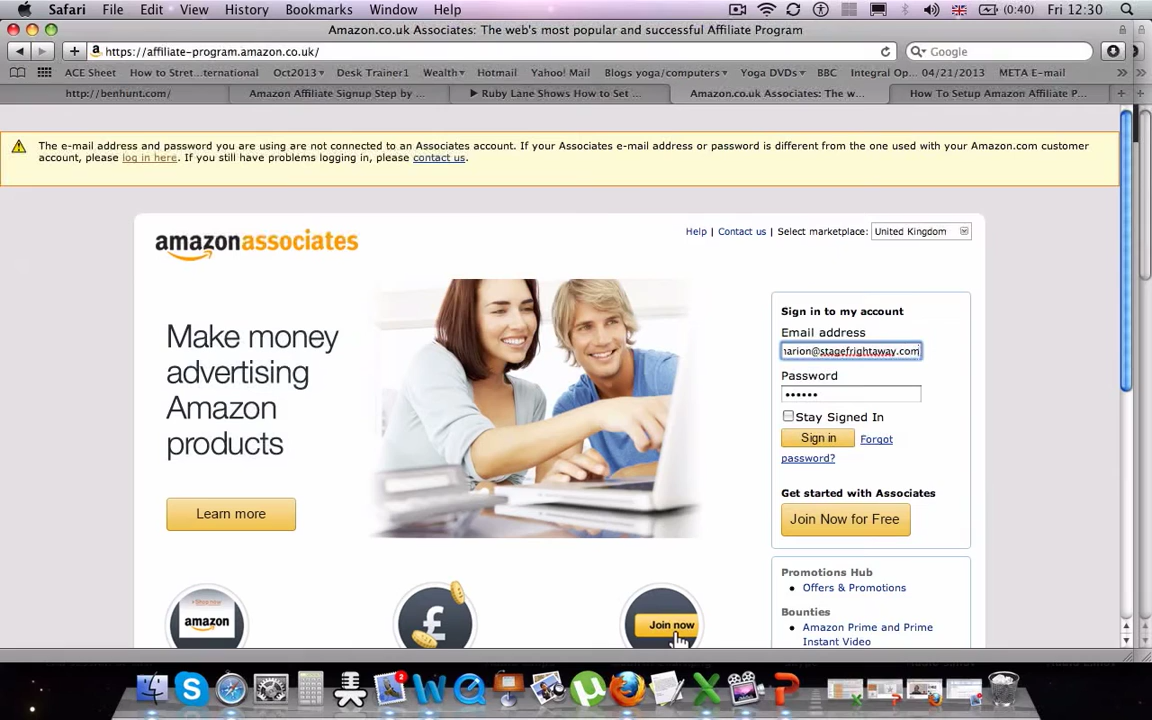 Safari File Edit View History Bookmarks Window Help (0:40) Fri 12:30
Amazon.co.uk Associates: The web's most popular and successful Affiliate Program
https://affiliate-program.amazon.co.uk/ Google
ACE Sheet How to Stret...ternational Oct2013 Desk Trainer1 Wealth Hotmail Yahoo! Mail Blogs yoga/computers Yoga DVDs BBC Integral Op... 04/21/2013 META E-mail
http://benhunt.com/ Amazon Affiliate Signup Step by ... Ruby Lane Shows How to Set ... Amazon.co.uk Associates: The w... How To Setup Amazon Affiliate P...
The e-mail address and password you are using are not connected to an Associates account. If your Associates e-mail address or password is different from the one used with your Amazon.com customer
account, please log in here. If you still have problems logging in, please contact us.
amazonassociates
Help | Contact us | Select marketplace: United Kingdom
Make money
advertising
Amazon
products
Learn more
Sign in to my account
Email address
arion@stagefrightaway.com
Password
Stay Signed In
Sign in Forgot
password?
Get started with Associates
Join Now for Free
Promotions Hub
Offers & Promotions
Bounties
Amazon Prime and Prime
Instant Video
Shop now
amazon
£
Join now
2